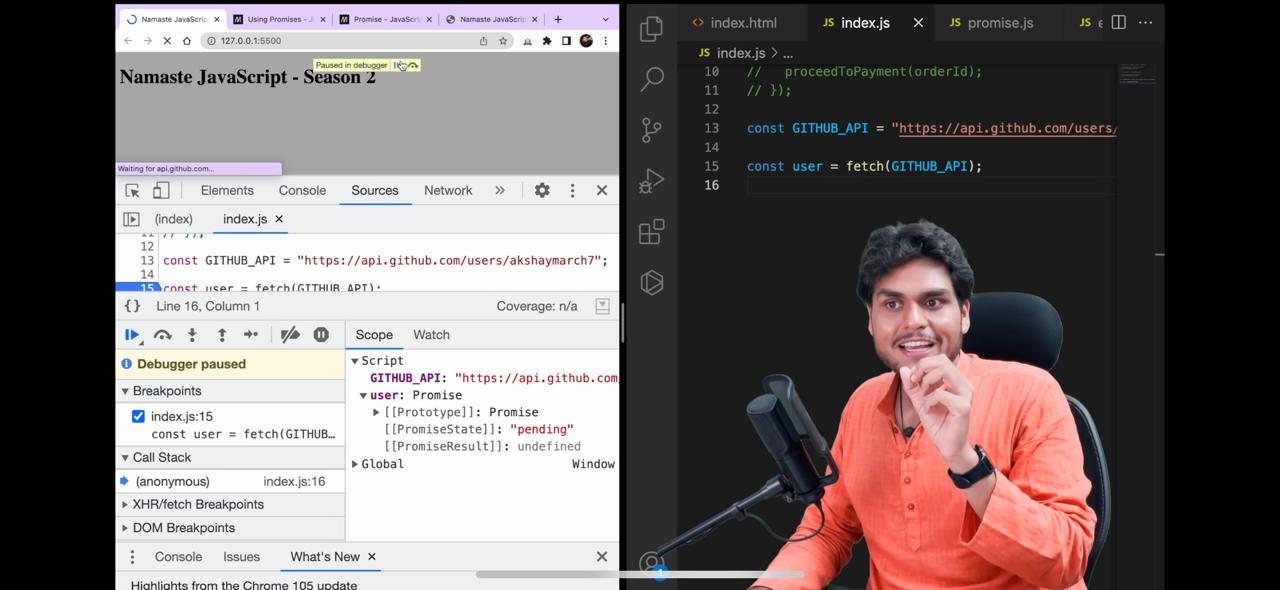 Namaste JavaScript
Using Promises - Ja
Promise - JavaScri
Namaste JavaScript
127.0.0.1:5500
Paused in debugger
Namaste JavaScript - Season 2
Waiting for api.github.com...
Elements
Console
Sources
Network
(index)
index.js
11 // });
12
13 const GITHUB_API = "https://api.github.com/users/akshaymarch7";
14
15 const user = fetch(GITHUB_API);
{} Line 16, Column 1
Coverage: n/a
Scope
Watch
Debugger paused
Breakpoints
index.js:15
const user = fetch(GITHUB…
Call Stack
(anonymous) index.js:16
XHR/fetch Breakpoints
DOM Breakpoints
Script
GITHUB_API: "https://api.github.com
user: Promise
[[Prototype]]: Promise
[[PromiseState]]: "pending"
[[PromiseResult]]: undefined
Global Window
Console
Issues
What's New
Highlights from the Chrome 105 update
index.html
JS index.js
JS promise.js
JS e
JS index.js > ...
10 //   proceedToPayment(orderId);
11 // });
12
13 const GITHUB_API = "https://api.github.com/users/
14
15 const user = fetch(GITHUB_API);
16
1